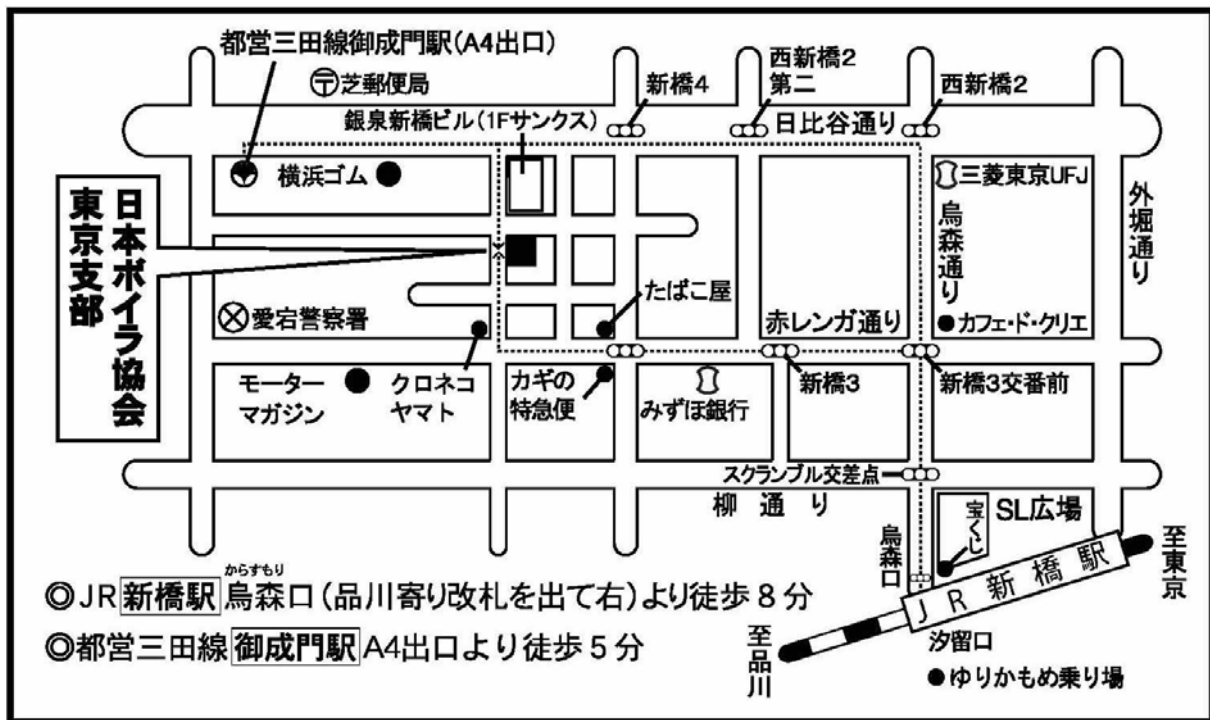 都営三田線御成門駅(A4出口)
〒芝郵便局
銀泉新橋ビル(1Fサンクス)
新橋4
西新橋2
第二
西新橋2
日比谷通り
横浜ゴム
三菱東京UFJ
烏森通り
外堀通り
日本ボイラ協会
東京支部
愛宕警察署
たばこ屋
赤レンガ通り
カフェ・ド・クリエ
モーター
マガジン
クロネコ
ヤマト
カギの
特急便
みずほ銀行
新橋3
新橋3交番前
スクランブル交差点
柳通り
烏森口
宝くじ
SL広場
JR新橋駅
至東京
至品川
汐留口
●ゆりかもめ乗り場
からすもり
◎JR新橋駅烏森口(品川寄り改札を出て右)より徒歩8分
◎都営三田線御成門駅A4出口より徒歩5分